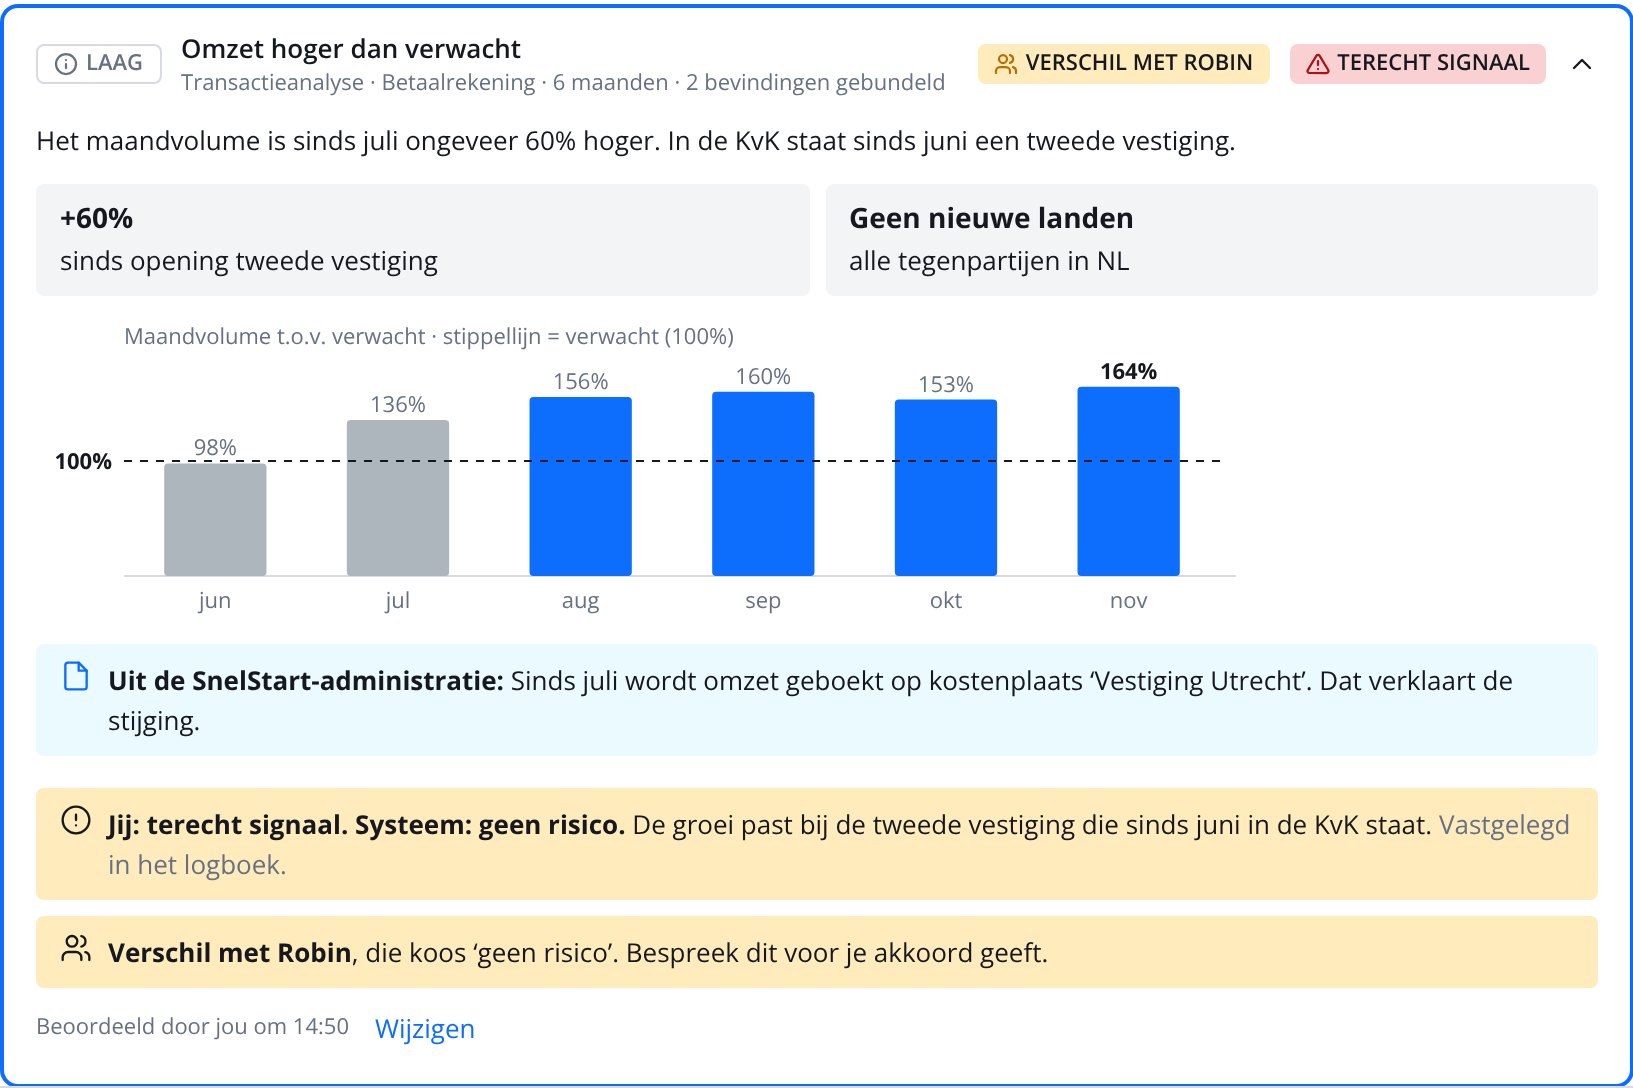 LAAG
Omzet hoger dan verwacht
Transactieanalyse · Betaalrekening · 6 maanden · 2 bevindingen gebundeld
VERSCHIL MET ROBIN
TERECHT SIGNAAL
Het maandvolume is sinds juli ongeveer 60% hoger. In de KvK staat sinds juni een tweede vestiging.
+60%
sinds opening tweede vestiging
Geen nieuwe landen
alle tegenpartijen in NL
Maandvolume t.o.v. verwacht · stippellijn = verwacht (100%)
98%
136%
156%
160%
153%
164%
100%
jun
jul
aug
sep
okt
nov
Uit de SnelStart-administratie: Sinds juli wordt omzet geboekt op kostenplaats ‘Vestiging Utrecht’. Dat verklaart de
stijging.
Jij: terecht signaal. Systeem: geen risico. De groei past bij de tweede vestiging die sinds juni in de KvK staat. Vastgelegd
in het logboek.
Verschil met Robin, die koos ‘geen risico’. Bespreek dit voor je akkoord geeft.
Beoordeeld door jou om 14:50
Wijzigen